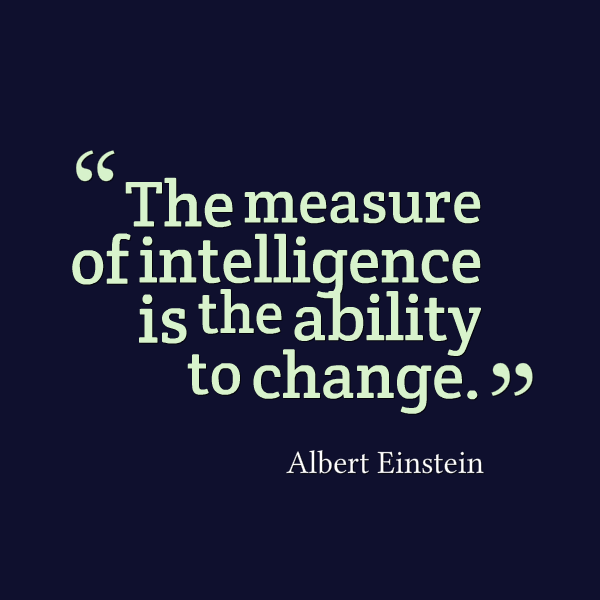 “The measure
of intelligence
is the ability
to change.”
Albert Einstein